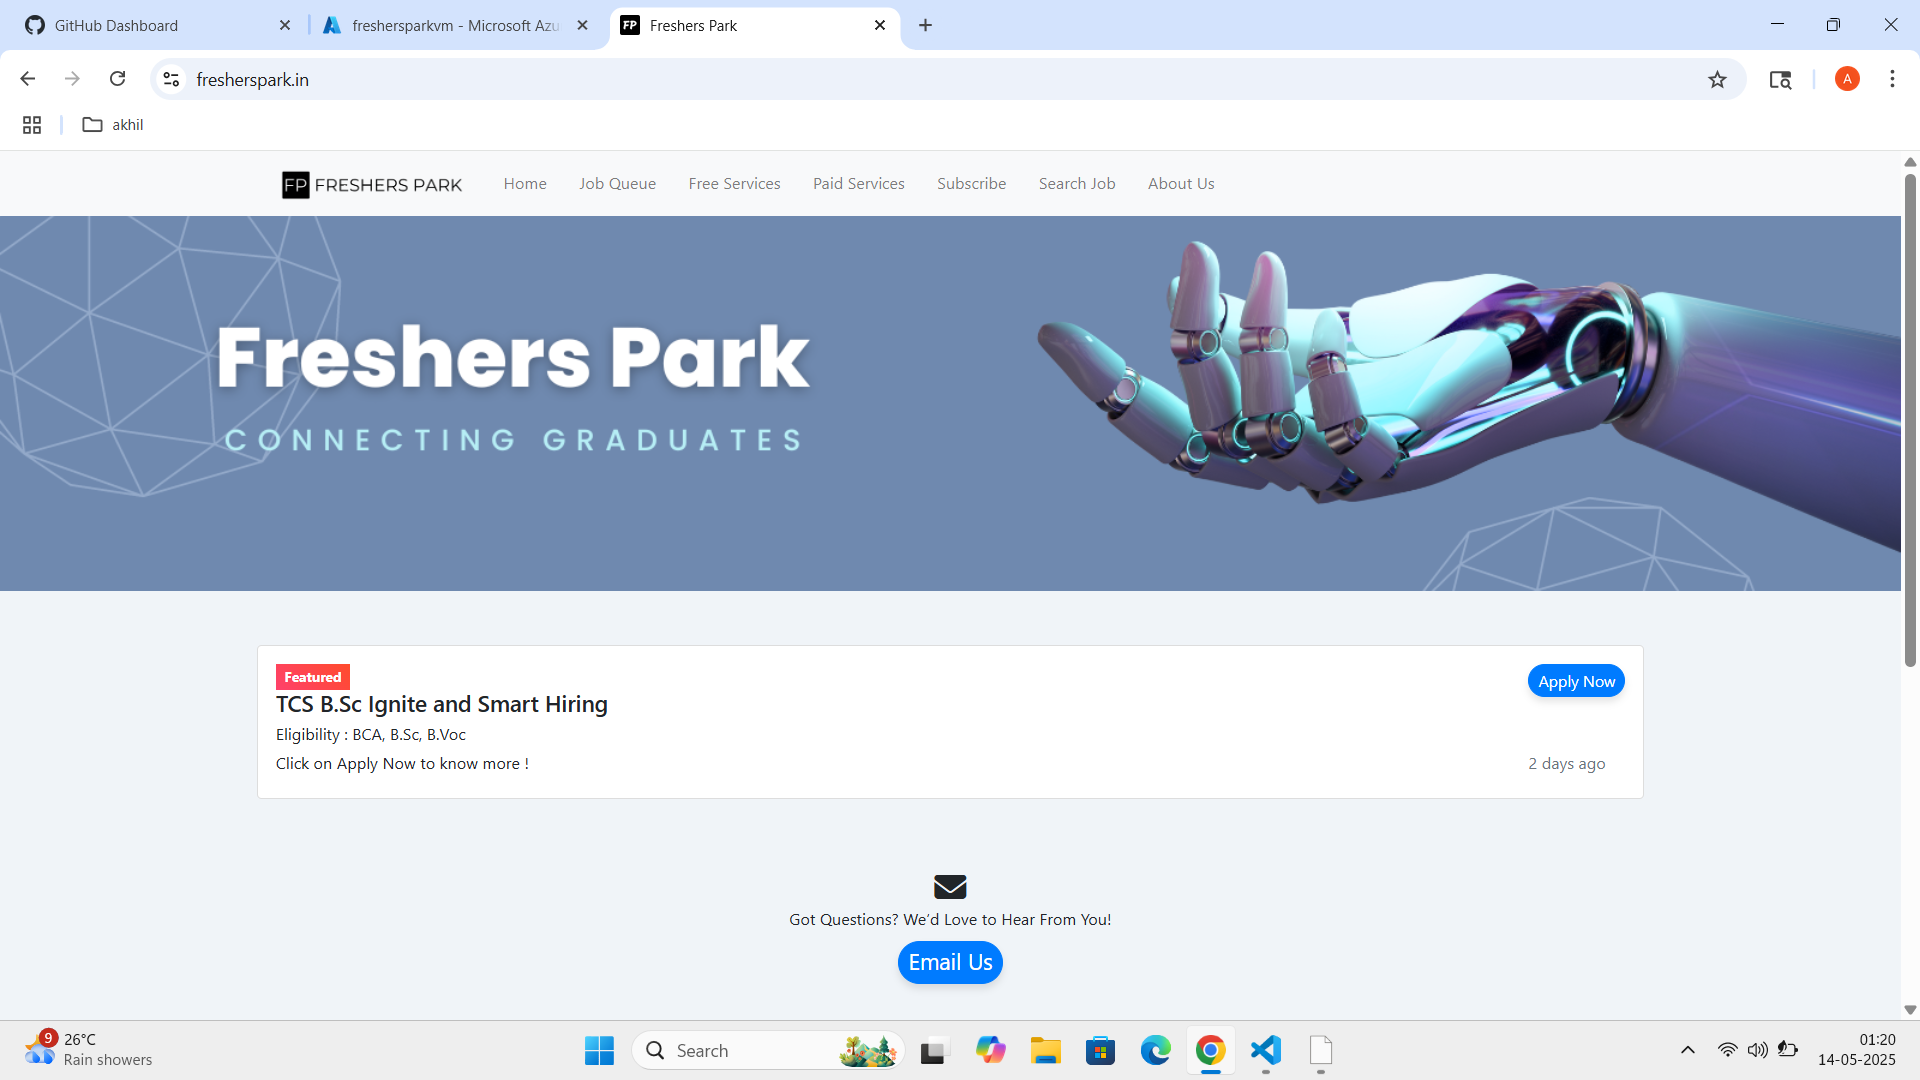 GitHub Dashboard
freshersparkvm - Microsoft Azu
FP Freshers Park
fresherspark.in
A
akhil
FP FRESHERS PARK
Home
Job Queue
Free Services
Paid Services
Subscribe
Search Job
About Us
Freshers Park
CONNECTING GRADUATES
Featured
Apply Now
TCS B.Sc Ignite and Smart Hiring
Eligibility : BCA, B.Sc, B.Voc
Click on Apply Now to know more !
2 days ago
Got Questions? We’d Love to Hear From You!
Email Us
9
26°C
Rain showers
Search
01:20
14-05-2025